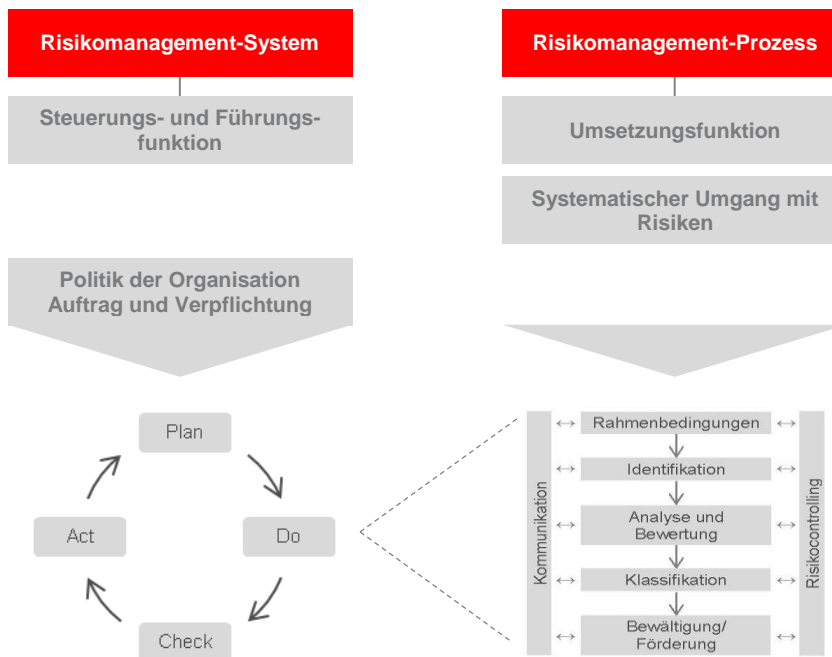 Risikomanagement-System
Steuerungs- und Führungs-
funktion
Politik der Organisation
Auftrag und Verpflichtung
Plan
Do
Check
Act
Risikomanagement-Prozess
Umsetzungsfunktion
Systematischer Umgang mit
Risiken
Kommunikation
Rahmenbedingungen
Identifikation
Analyse und
Bewertung
Klassifikation
Bewältigung/
Förderung
Risikocontrolling